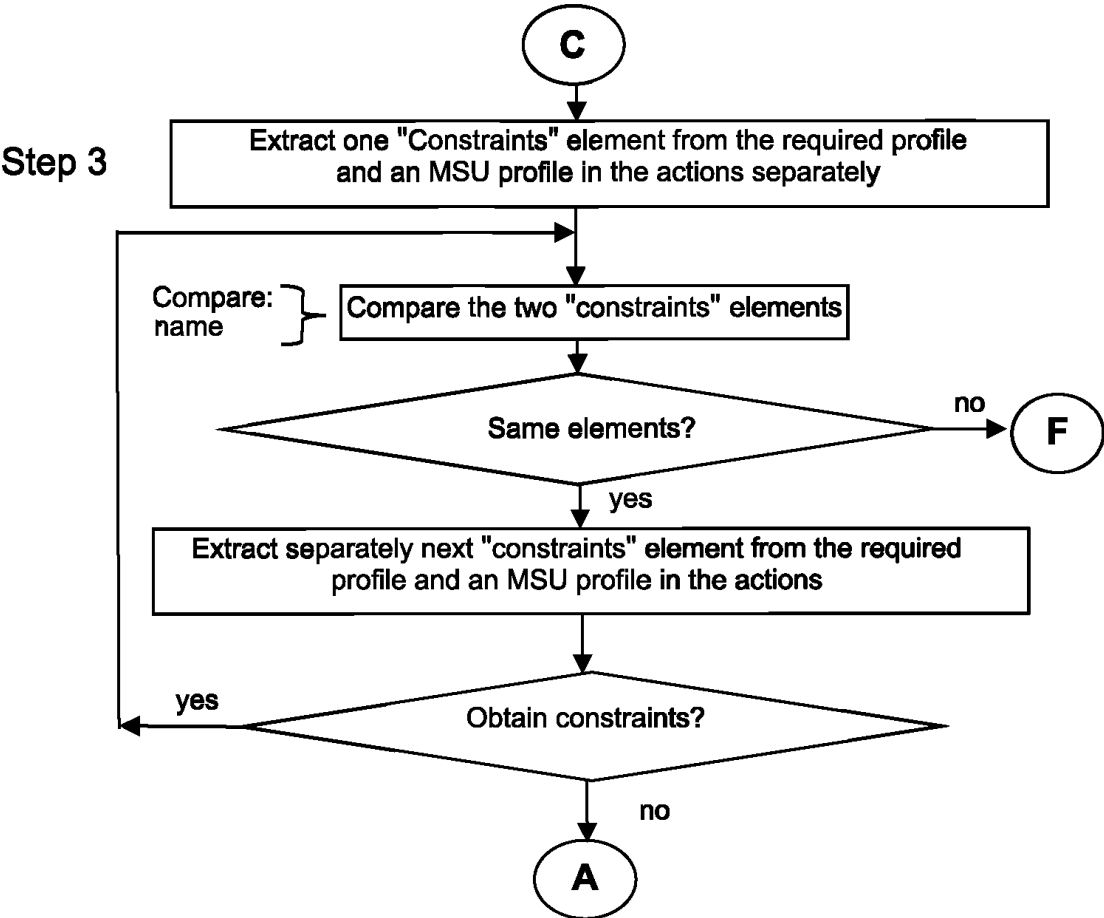 C
Step 3
Extract one "Constraints" element from the required profile
and an MSU profile in the actions separately
Compare:
name
Compare the two "constraints" elements
Same elements?
no
F
yes
Extract separately next "constraints" element from the required
profile and an MSU profile in the actions
yes
Obtain constraints?
no
A